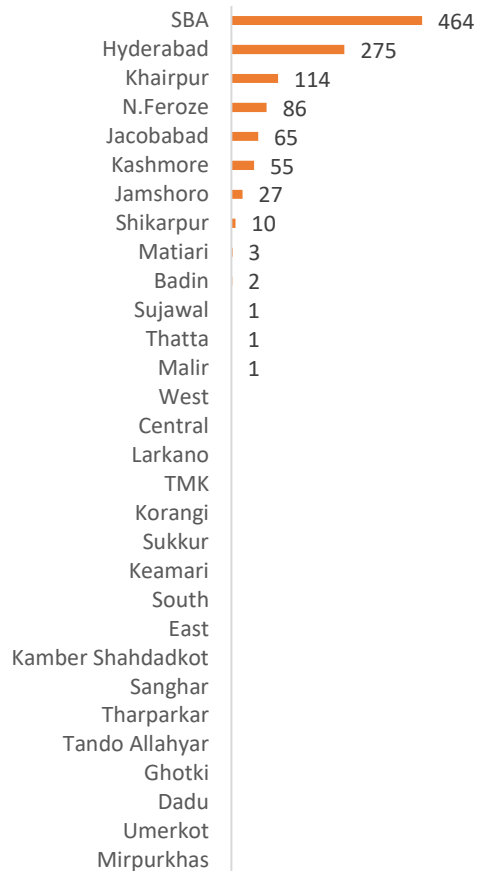 SBA 464
Hyderabad 275
Khairpur 114
N.Feroze 86
Jacobabad 65
Kashmore 55
Jamshoro 27
Shikarpur 10
Matiari 3
Badin 2
Sujawal 1
Thatta 1
Malir 1
West
Central
Larkano
TMK
Korangi
Sukkur
Keamari
South
East
Kamber Shahdadkot
Sanghar
Tharparkar
Tando Allahyar
Ghotki
Dadu
Umerkot
Mirpurkhas